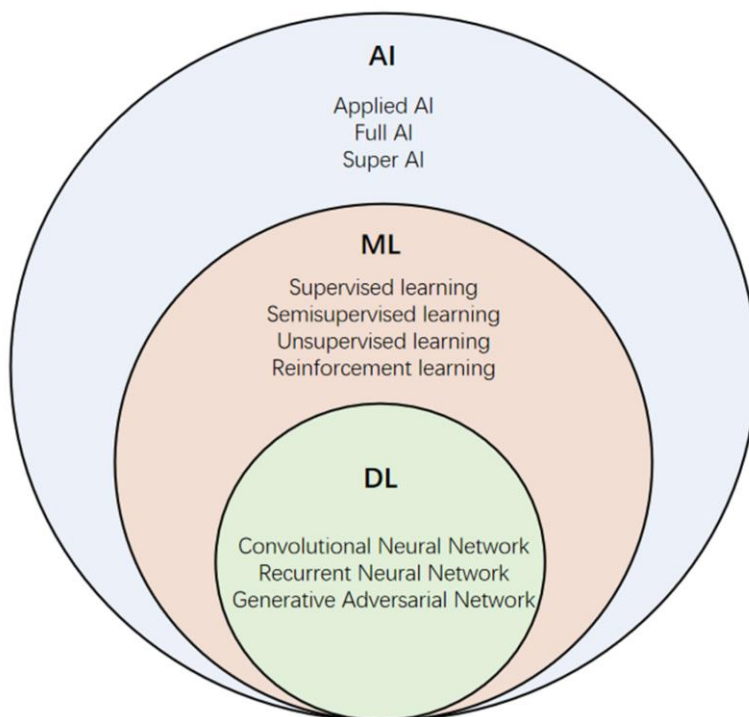 AI
Applied AI
Full AI
Super AI
ML
Supervised learning
Semisupervised learning
Unsupervised learning
Reinforcement learning
DL
Convolutional Neural Network
Recurrent Neural Network
Generative Adversarial Network